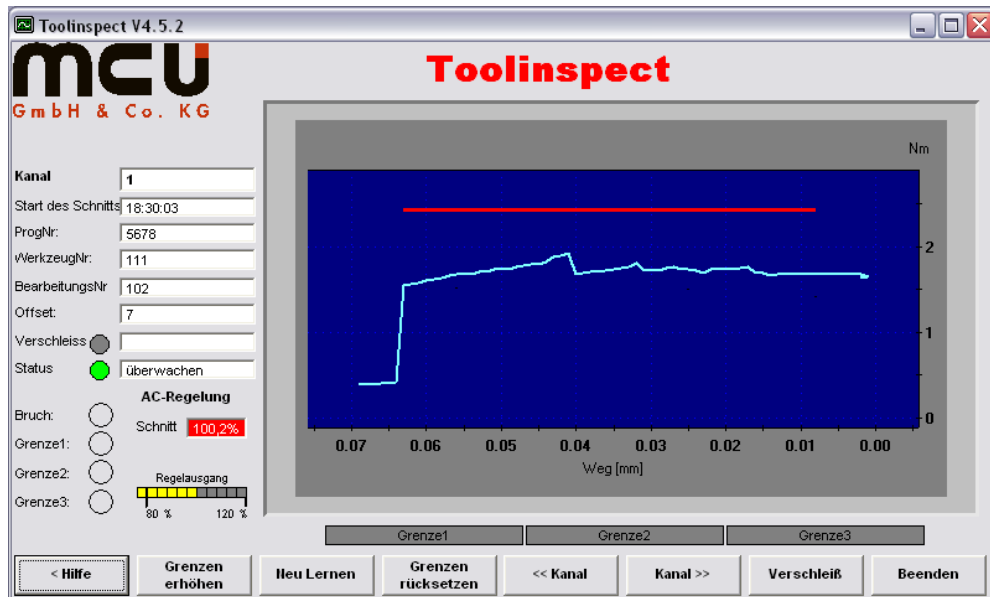 Toolinspect V4.5.2
mcu
GmbH & Co. KG
Toolinspect
Kanal 1
Start des Schnitts 18:30:03
ProgNr: 5678
WerkzeugNr: 111
BearbeitungsNr 102
Offset: 7
Verschleiss
Status überwachen
AC-Regelung
Bruch:
Schnitt 100,2%
Grenze1:
Grenze2:
Grenze3:
Regelausgang
80 % 120 %
Nm
2
1
0
0.07 0.06 0.05 0.04 0.03 0.02 0.01 0.00
Weg [mm]
Grenze1 Grenze2 Grenze3
< Hilfe
Grenzen
erhöhen
Neu Lernen
Grenzen
rücksetzen
<< Kanal
Kanal >>
Verschleiß
Beenden